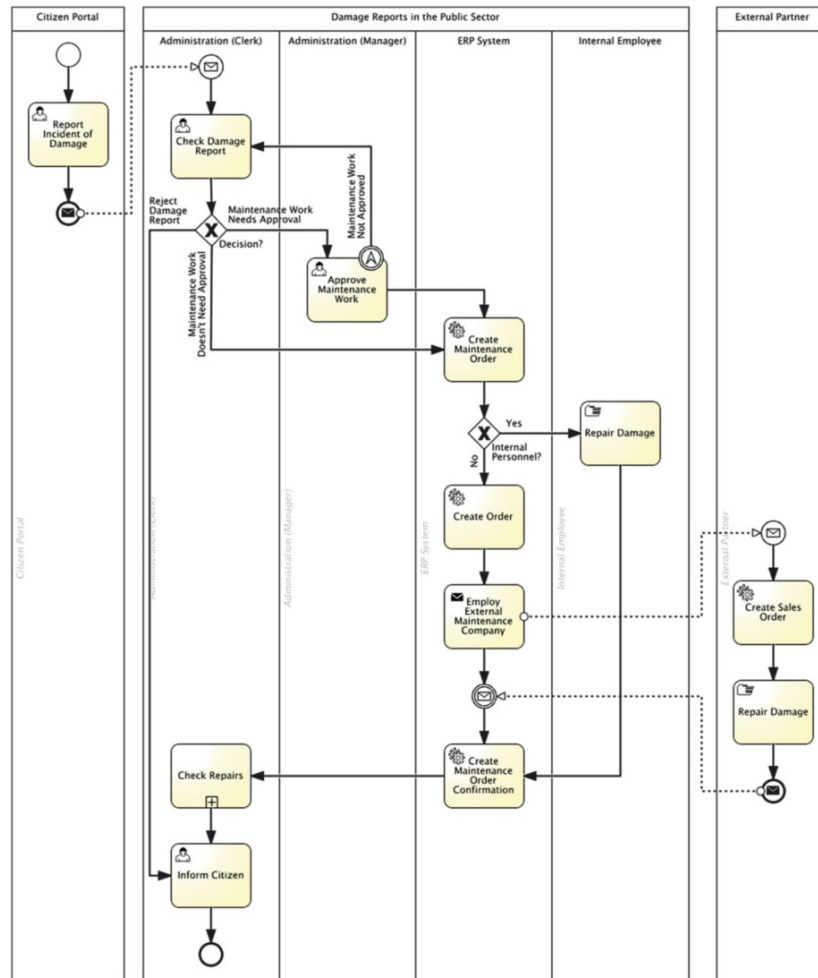 Citizen Portal
Damage Reports in the Public Sector
External Partner
Administration (Clerk)
Administration (Manager)
ERP System
Internal Employee
Report
Incident of
Damage
Check Damage
Report
Reject
Damage
Report
Maintenance Work
Needs Approval
Decision?
Maintenance Work
Not Approved
Maintenance Work
Doesn't Need Approval
Approve
Maintenance
Work
Create
Maintenance
Order
Yes
Internal
Personnel?
No
Repair Damage
Create Order
Employ
External
Maintenance
Company
Create Sales
Order
Repair Damage
Create
Maintenance
Order
Confirmation
Check Repairs
Inform Citizen
Citizen Portal
Administration (Clerk)
Administration (Manager)
ERP System
Internal Employee
External Partner